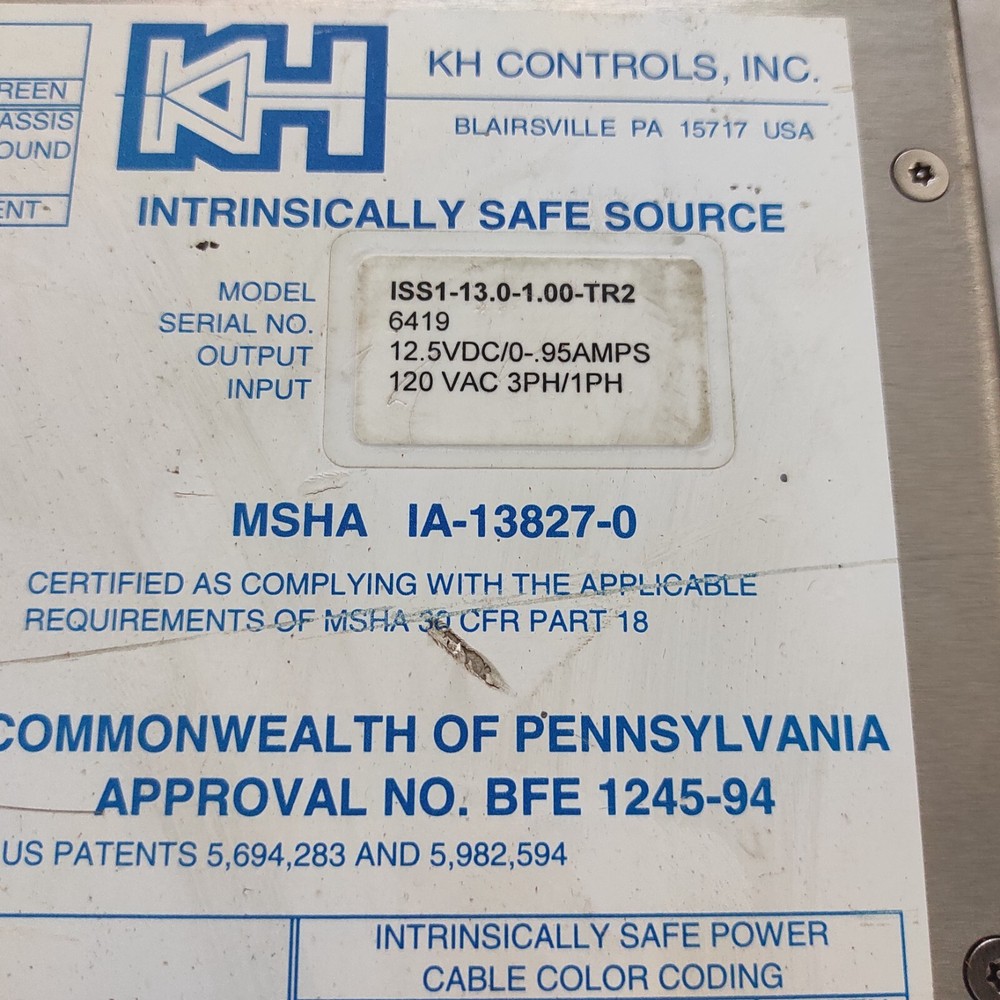 REEN
ASSIS
OUND
ENT
KH
KH CONTROLS, INC.
BLAIRSVILLE PA 15717 USA
INTRINSICALLY SAFE SOURCE
MODEL ISS1-13.0-1.00-TR2
SERIAL NO. 6419
OUTPUT 12.5VDC/0-.95AMPS
INPUT 120 VAC 3PH/1PH
MSHA IA-13827-0
CERTIFIED AS COMPLYING WITH THE APPLICABLE
REQUIREMENTS OF MSHA 30 CFR PART 18
COMMONWEALTH OF PENNSYLVANIA
APPROVAL NO. BFE 1245-94
US PATENTS 5,694,283 AND 5,982,594
INTRINSICALLY SAFE POWER
CABLE COLOR CODING